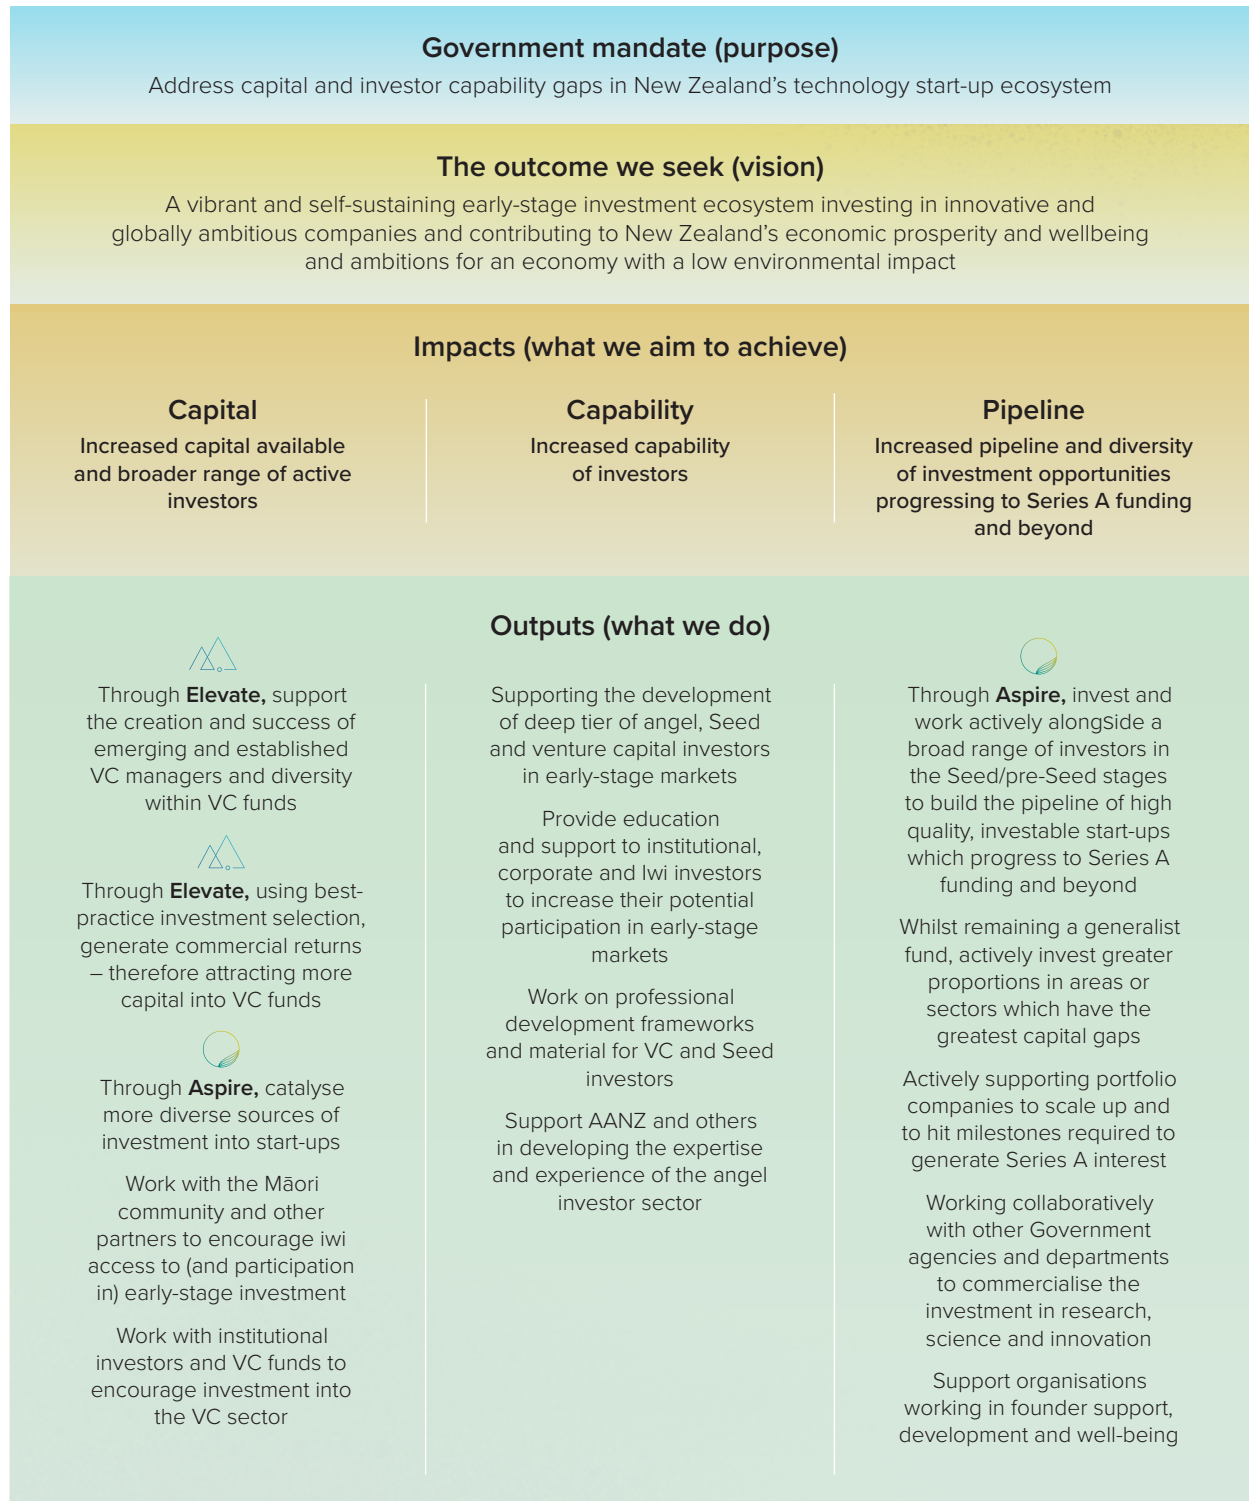 Government mandate (purpose)
Address capital and investor capability gaps in New Zealand’s technology start-up ecosystem
The outcome we seek (vision)
A vibrant and self-sustaining early-stage investment ecosystem investing in innovative and
globally ambitious companies and contributing to New Zealand’s economic prosperity and wellbeing
and ambitions for an economy with a low environmental impact
Impacts (what we aim to achieve)
Capital
Increased capital available
and broader range of active
investors
Capability
Increased capability
of investors
Pipeline
Increased pipeline and diversity
of investment opportunities
progressing to Series A funding
and beyond
Outputs (what we do)
Through Elevate, support
the creation and success of
emerging and established
VC managers and diversity
within VC funds
Through Elevate, using best-
practice investment selection,
generate commercial returns
– therefore attracting more
capital into VC funds
Through Aspire, catalyse
more diverse sources of
investment into start-ups
Work with the Māori
community and other
partners to encourage iwi
access to (and participation
in) early-stage investment
Work with institutional
investors and VC funds to
encourage investment into
the VC sector
Supporting the development
of deep tier of angel, Seed
and venture capital investors
in early-stage markets
Provide education
and support to institutional,
corporate and Iwi investors
to increase their potential
participation in early-stage
markets
Work on professional
development frameworks
and material for VC and Seed
investors
Support AANZ and others
in developing the expertise
and experience of the angel
investor sector
Through Aspire, invest and
work actively alongside a
broad range of investors in
the Seed/pre-Seed stages
to build the pipeline of high
quality, investable start-ups
which progress to Series A
funding and beyond
Whilst remaining a generalist
fund, actively invest greater
proportions in areas or
sectors which have the
greatest capital gaps
Actively supporting portfolio
companies to scale up and
to hit milestones required to
generate Series A interest
Working collaboratively
with other Government
agencies and departments
to commercialise the
investment in research,
science and innovation
Support organisations
working in founder support,
development and well-being